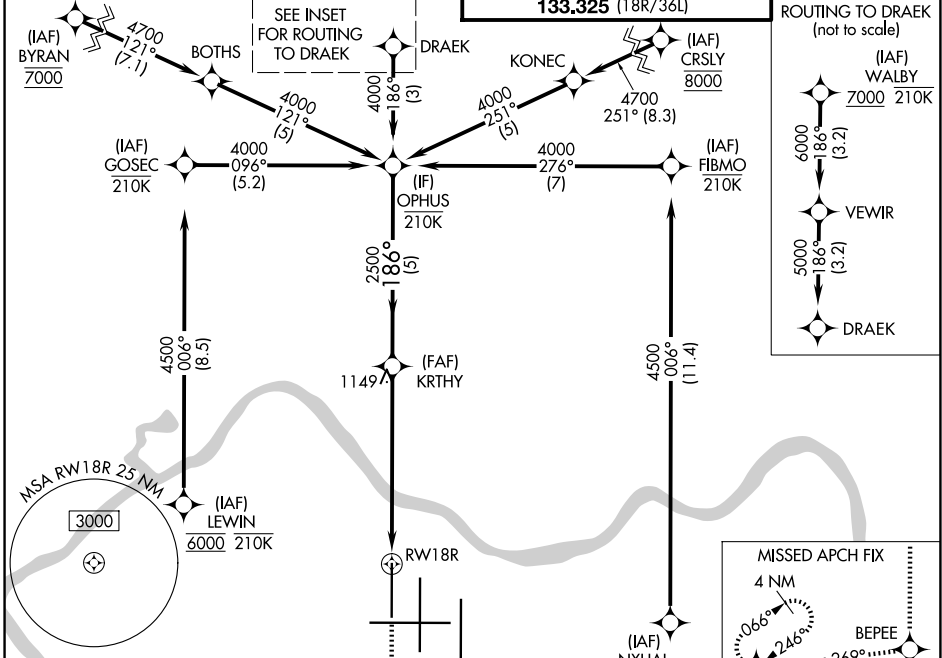 133.325 (18R/36L)
SEE INSET
FOR ROUTING
TO DRAEK
ROUTING TO DRAEK
(not to scale)
(IAF)
BYRAN
7000
4700
121°
(7.1)
BOTHS
4000
121°
(5)
DRAEK
4000
186°
(3)
KONEC
4000
251°
(5)
(IAF)
CRSLY
8000
4700
251° (8.3)
(IAF)
WALBY
7000 210K
6000
186°
(3.2)
VEWIR
5000
186°
(3.2)
DRAEK
(IAF)
GOSEC
210K
4000
096°
(5.2)
(IF)
OPHUS
210K
4000
276°
(7)
(IAF)
FIBMO
210K
2500
186°
(5)
4500
006°
(8.5)
1149
(FAF)
KRTHY
4500
006°
(11.4)
MSA RW18R 25 NM
3000
(IAF)
LEWIN
6000 210K
RW18R
(IAF)
MISSED APCH FIX
4 NM
066°
246°
BEPEE
269°